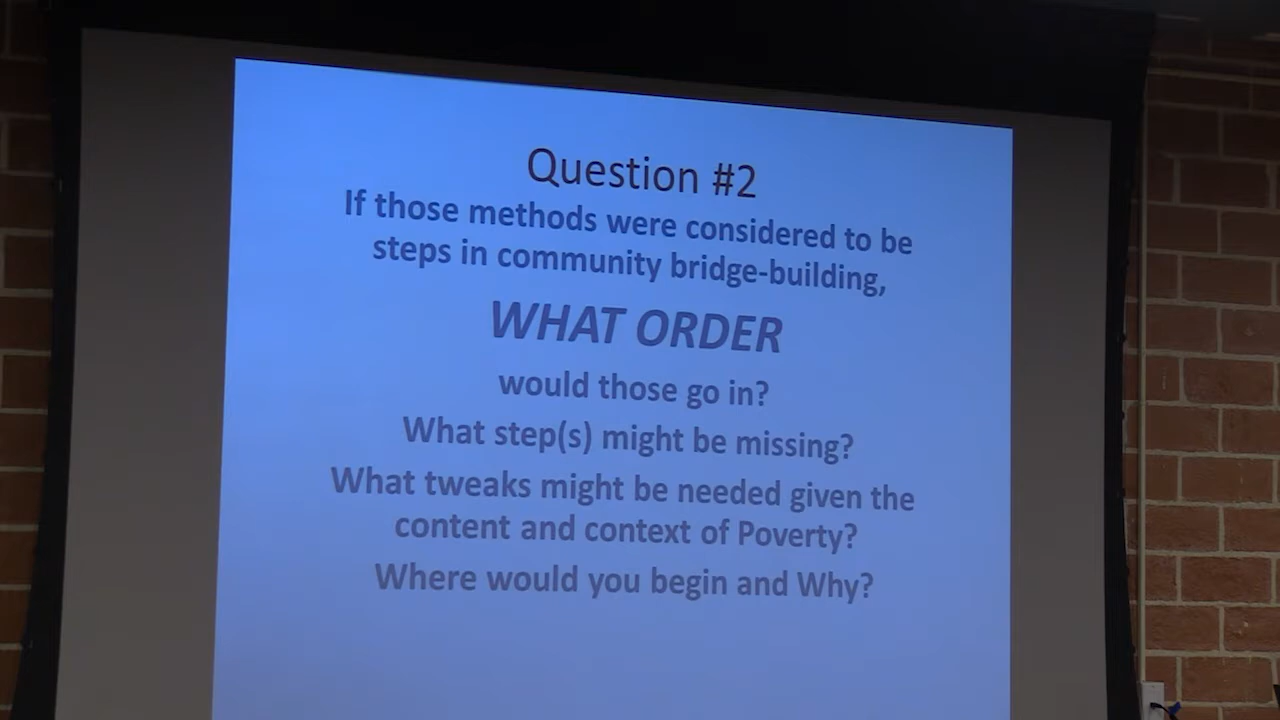 Question #2
If those methods were considered to be
steps in community bridge-building,
WHAT ORDER
would those go in?
What step(s) might be missing?
What tweaks might be needed given the
content and context of Poverty?
Where would you begin and Why?